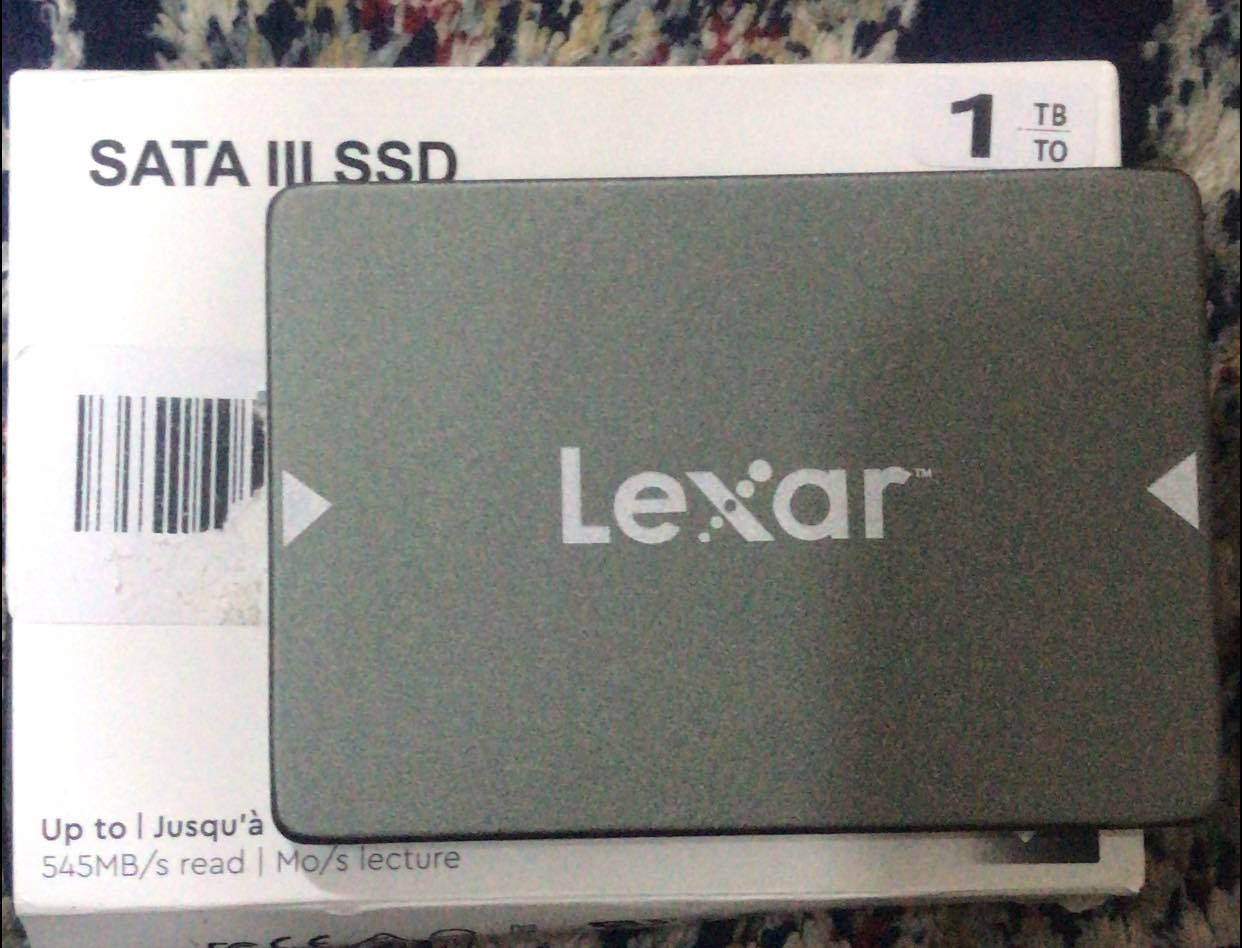 SATA III SSD
1 TB
TO
Lexar™
Up to | Jusqu'à
545MB/s read | Mo/s lecture